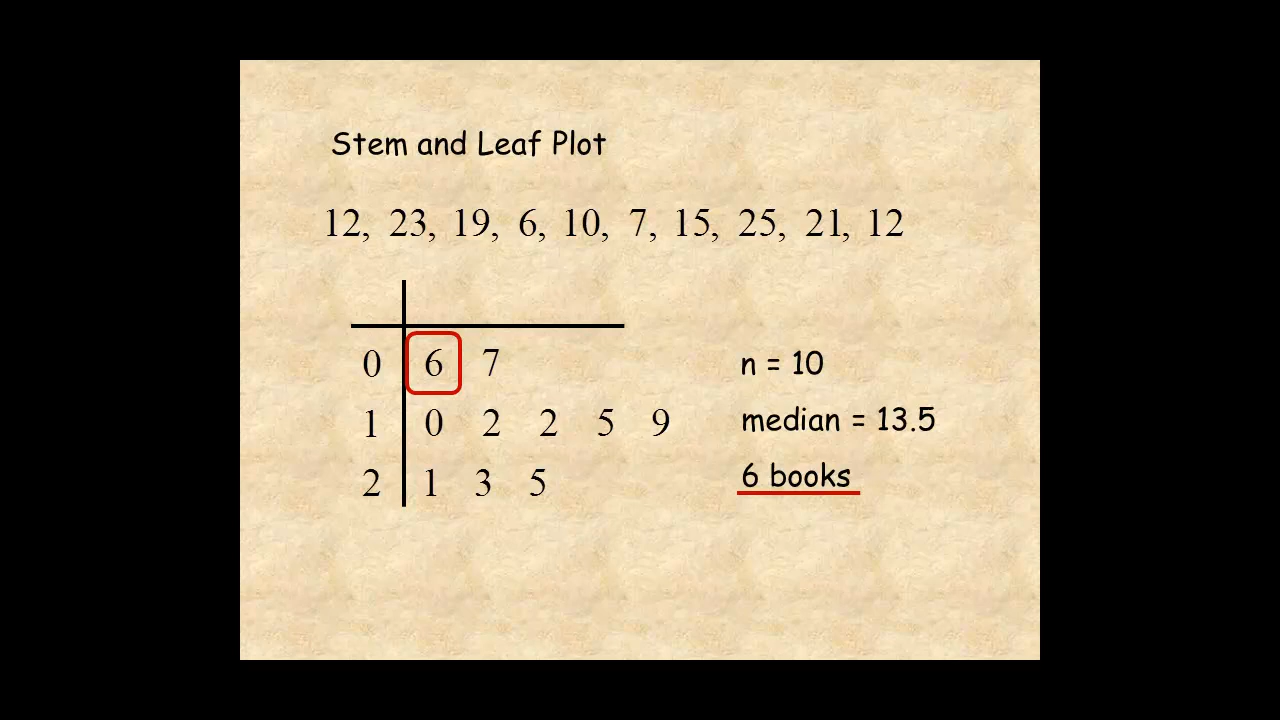 Stem and Leaf Plot
12, 23, 19, 6, 10, 7, 15, 25, 21, 12
0 6 7
n = 10
1 0 2 2 5 9
median = 13.5
2 1 3 5
6 books